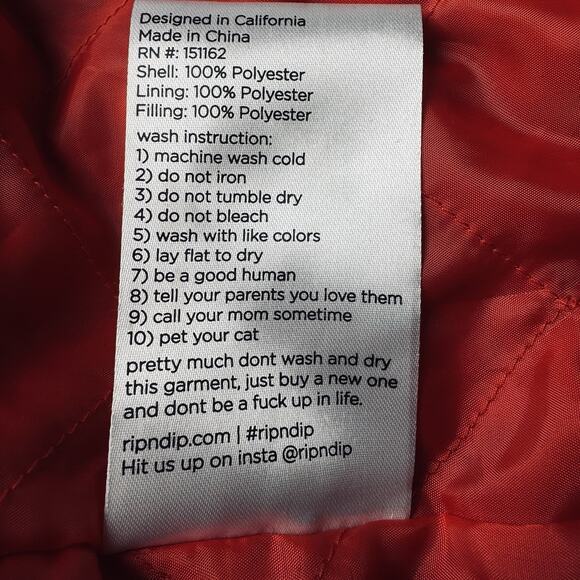 Designed in California
Made in China
RN #: 151162
Shell: 100% Polyester
Lining: 100% Polyester
Filling: 100% Polyester
wash instruction:
1) machine wash cold
2) do not iron
3) do not tumble dry
4) do not bleach
5) wash with like colors
6) lay flat to dry
7) be a good human
8) tell your parents you love them
9) call your mom sometime
10) pet your cat
pretty much dont wash and dry
this garment, just buy a new one
and dont be a fuck up in life.
ripndip.com | #ripndip
Hit us up on insta @ripndip